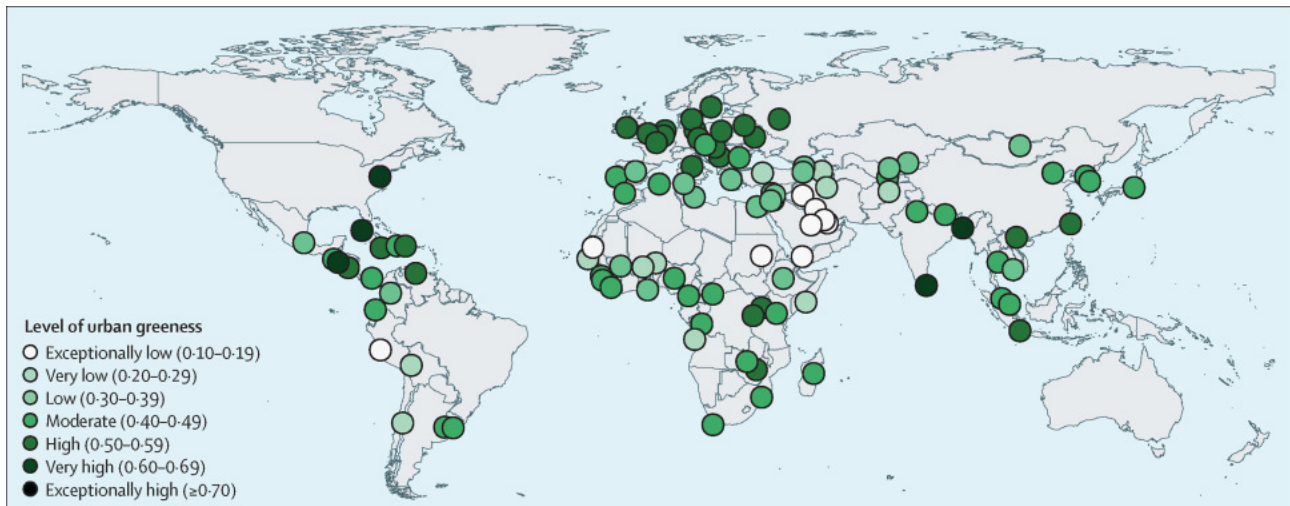 Level of urban greeness
Exceptionally low (0·10–0·19)
Very low (0·20–0·29)
Low (0·30–0·39)
Moderate (0·40–0·49)
High (0·50–0·59)
Very high (0·60–0·69)
Exceptionally high (≥0·70)